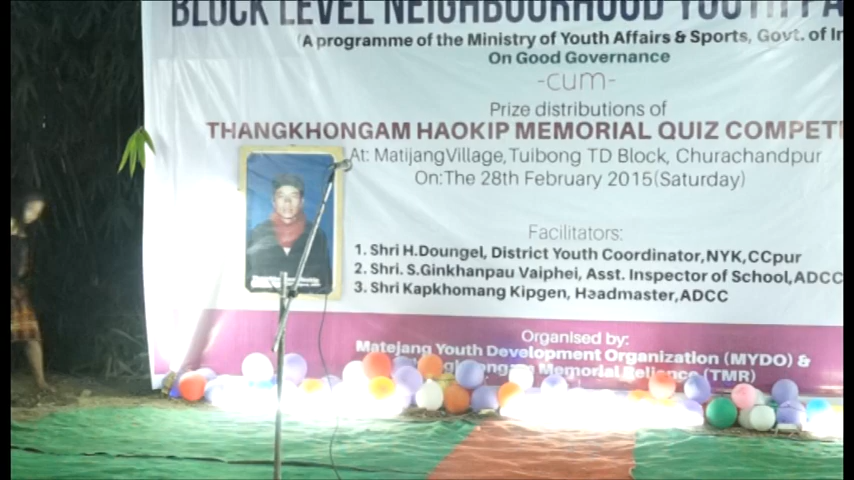 BLOCK LEVEL NEIGHBOURHOOD YOUTH PA
(A programme of the Ministry of Youth Affairs & Sports, Govt. of In
On Good Governance
-cum-
Prize distributions of
THANGKHONGAM HAOKIP MEMORIAL QUIZ COMPETI
At: Matijang Village, Tuibong TD Block, Churachandpur
On:The 28th February 2015(Saturday)
Facilitators:
1. Shri H.Doungel, District Youth Coordinator,NYK,CCpur
2. Shri. S.Ginkhanpau Vaiphei, Asst. Inspector of School,ADCC
3. Shri Kapkhomang Kipgen, Headmaster,ADCC
Organised by:
Matejang Youth Development Organization (MYDO) &
Memorial Reliance (TMR)